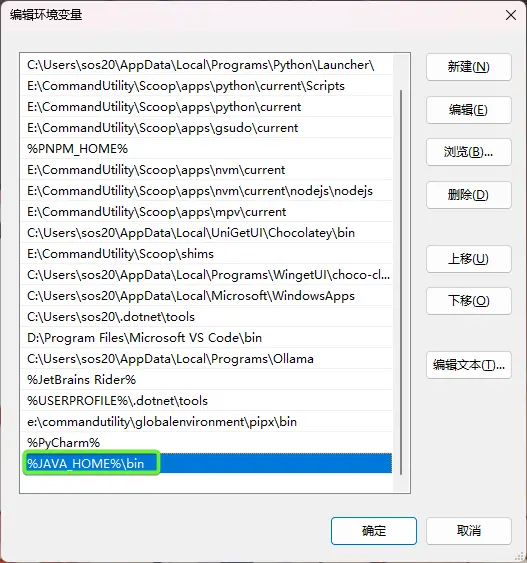 编辑环境变量
C:\Users\sos20\AppData\Local\Programs\Python\Launcher\
E:\CommandUtility\Scoop\apps\python\current\Scripts
E:\CommandUtility\Scoop\apps\python\current
E:\CommandUtility\Scoop\apps\gsudo\current
%PNPM_HOME%
E:\CommandUtility\Scoop\apps\nvm\current
E:\CommandUtility\Scoop\apps\nvm\current\nodejs\nodejs
E:\CommandUtility\Scoop\apps\mpv\current
C:\Users\sos20\AppData\Local\UniGetUI\Chocolatey\bin
E:\CommandUtility\Scoop\shims
C:\Users\sos20\AppData\Local\Programs\WingetUI\choco-cl...
C:\Users\sos20\AppData\Local\Microsoft\WindowsApps
C:\Users\sos20\.dotnet\tools
D:\Program Files\Microsoft VS Code\bin
C:\Users\sos20\AppData\Local\Programs\Ollama
%JetBrains Rider%
%USERPROFILE%\.dotnet\tools
e:\commandutility\globalenvironment\pipx\bin
%PyCharm%
%JAVA_HOME%\bin
新建(N)
编辑(E)
浏览(B)...
删除(D)
上移(U)
下移(O)
编辑文本(T)...
确定
取消